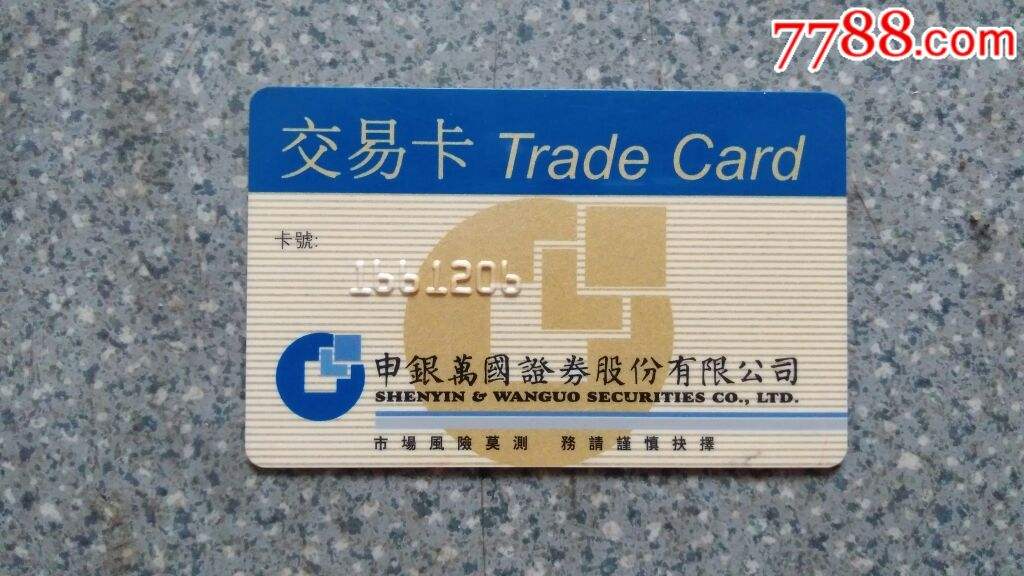 7788.com
交易卡 Trade Card
卡號:
1661206
申銀萬國證券股份有限公司
SHENYIN & WANGUO SECURITIES CO., LTD.
市場風險莫測 務請謹慎抉擇